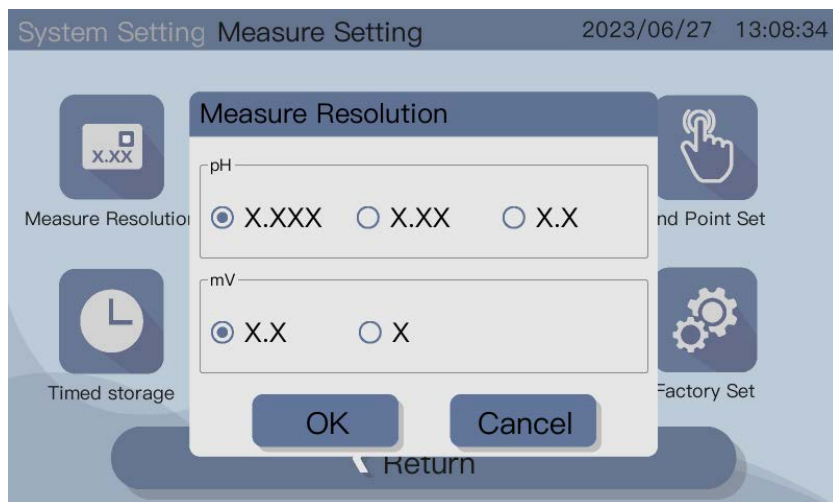 System Setting Measure Setting 2023/06/27 13:08:34
Measure Resolution
X.XX
pH
X.XXX X.XX X.X
Measure Resolutio
nd Point Set
mV
X.X X
Timed storage
Factory Set
OK Cancel
Return